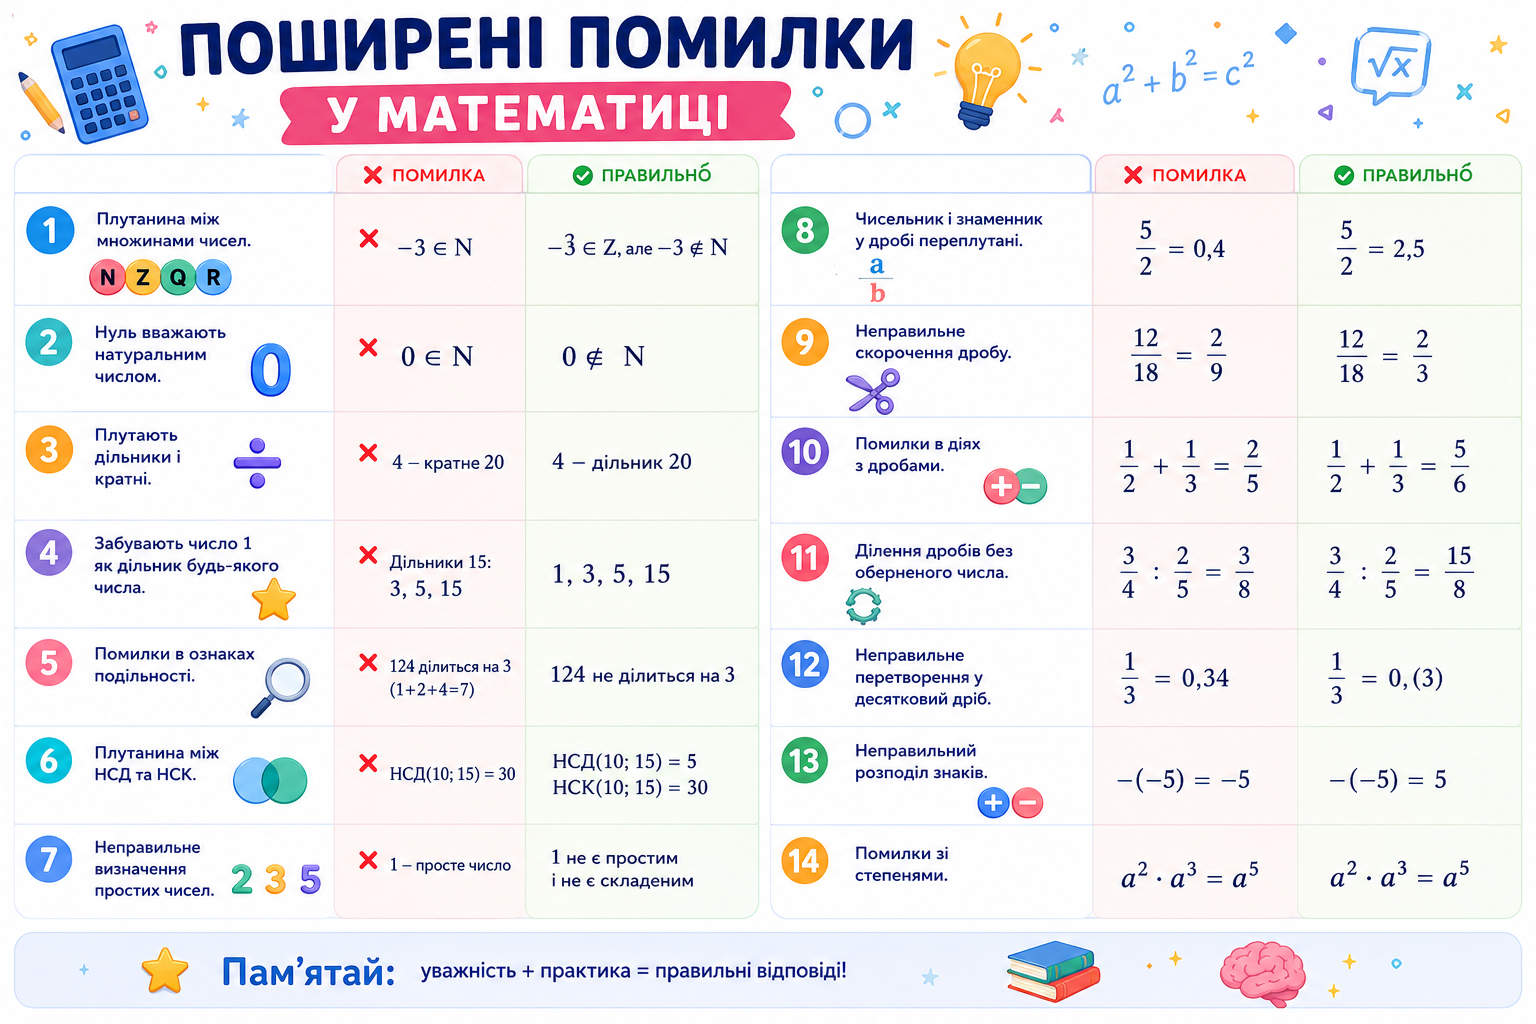 ПОШИРЕНІ ПОМИЛКИ
У МАТЕМАТИЦІ
a² + b² = c²
√x
ПОМИЛКА
ПРАВИЛЬНО́
1
Плутанина між
множинами чисел.
N Z Q R
−3 ∈ N
−3 ∈ Z, але −3 ∉ N
2
Нуль вважають
натуральним
числом.
0
0 ∈ N
0 ∉ N
3
Плутають
дільники і
кратні.
÷
4 – кратне 20
4 – дільник 20
4
Забувають число 1
як дільник будь-якого
числа.
Дільники 15:
3, 5, 15
1, 3, 5, 15
5
Помилки в ознаках
подільності.
124 ділиться на 3
(1+2+4=7)
124 не ділиться на 3
6
Плутанина між
НСД та НСК.
НСД(10; 15) = 30
НСД(10; 15) = 5
НСК(10; 15) = 30
7
Неправильне
визначення
простих чисел.
2 3 5
1 – просте число
1 не є простим
і не є складеним
ПОМИЛКА
ПРАВИЛЬНО́
8
Чисельник і знаменник
у дробі переплутані.
a/b
5/2 = 0,4
5/2 = 2,5
9
Неправильне
скорочення дробу.
12/18 = 2/9
12/18 = 2/3
10
Помилки в діях
з дробами.
+ −
1/2 + 1/3 = 2/5
1/2 + 1/3 = 5/6
11
Ділення дробів без
оберненого числа.
3/4 : 2/5 = 3/8
3/4 : 2/5 = 15/8
12
Неправильне
перетворення у
десятковий дріб.
1/3 = 0,34
1/3 = 0,(3)
13
Неправильний
розподіл знаків.
+ −
−(−5) = −5
−(−5) = 5
14
Помилки зі
степенями.
a² · a³ = a⁵
a² · a³ = a⁵
Пам'ятай: уважність + практика = правильні відповіді!